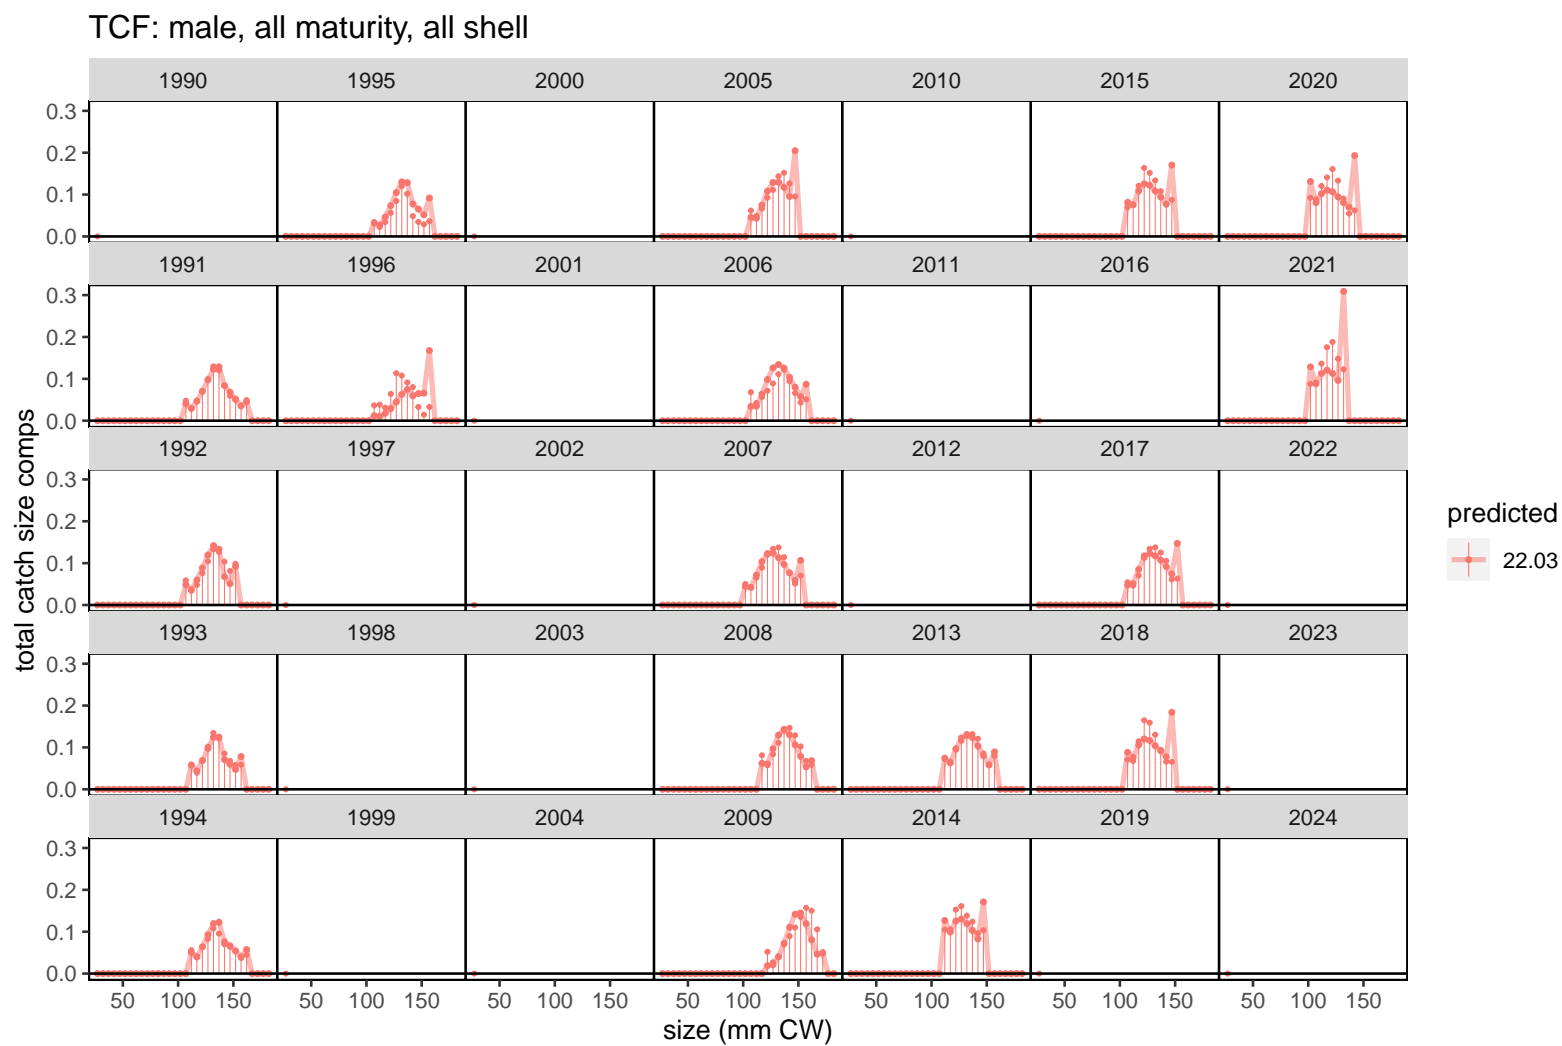 TCF: male, all maturity, all shell
1990 1995 2000 2005 2010 2015 2020
0.3
0.2
0.1
0.0
1991 1996 2001 2006 2011 2016 2021
0.3
0.2
0.1
0.0
1992 1997 2002 2007 2012 2017 2022
0.3
0.2
0.1
0.0
1993 1998 2003 2008 2013 2018 2023
0.3
0.2
0.1
0.0
1994 1999 2004 2009 2014 2019 2024
0.3
0.2
0.1
0.0
50 100 150 50 100 150 50 100 150 50 100 150 50 100 150 50 100 150 50 100 150
size (mm CW)
total catch size comps
predicted
22.03